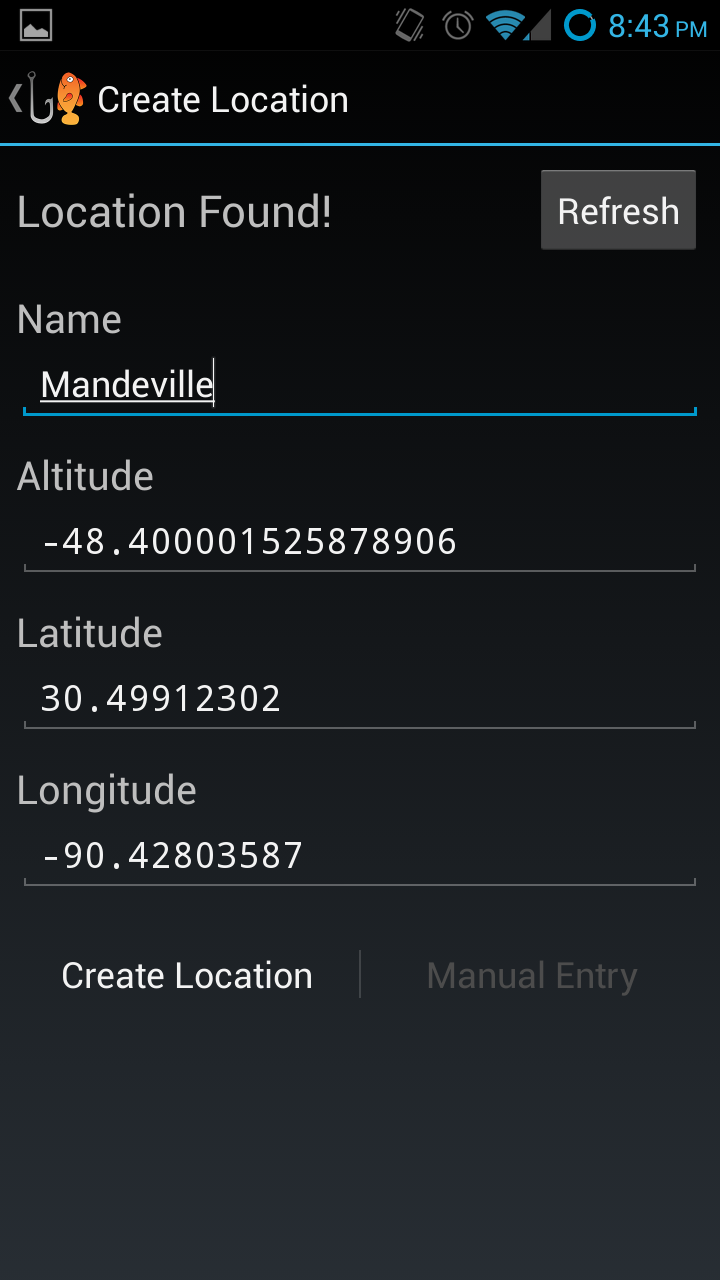 8:43 PM
Create Location
Location Found!
Refresh
Name
Mandeville
Altitude
-48.400001525878906
Latitude
30.49912302
Longitude
-90.42803587
Create Location
Manual Entry